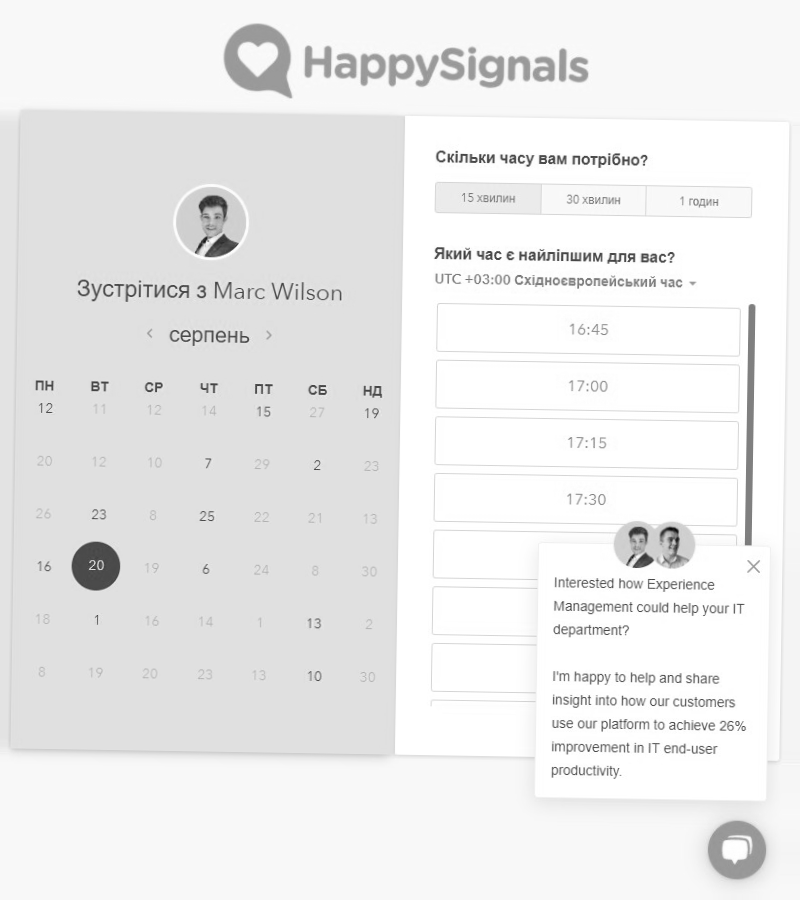 HappySignals
Зустрітися з Marc Wilson
серпень
ПН ВТ СР ЧТ ПТ СБ НД
12 11 12 14 15 27 19
20 12 10 7 29 2 23
26 23 8 25 22 21 13
16 20 19 6 24 8 30
18 1 16 14 1 13 2
8 19 20 23 13 10 30
Скільки часу вам потрібно?
15 хвилин 30 хвилин 1 годин
Який час є найліпшим для вас?
UTC +03:00 Східноєвропейський час
16:45
17:00
17:15
17:30
Interested how Experience
Management could help your IT
department?
I'm happy to help and share
insight into how our customers
use our platform to achieve 26%
improvement in IT end-user
productivity.